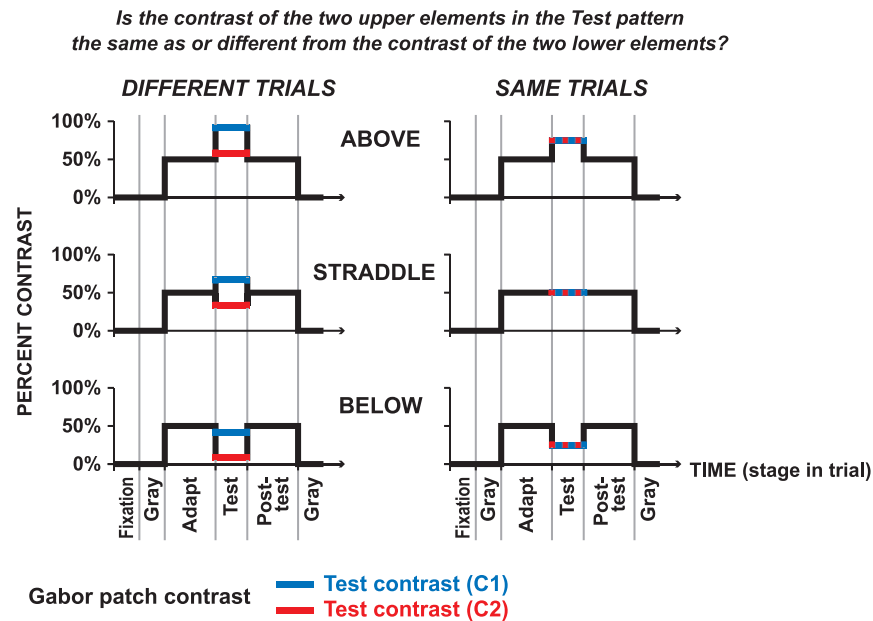 Is the contrast of the two upper elements in the Test pattern
the same as or different from the contrast of the two lower elements?
DIFFERENT TRIALS
SAME TRIALS
PERCENT CONTRAST
100%
50%
0%
ABOVE
100%
50%
0%
STRADDLE
100%
50%
0%
BELOW
TIME (stage in trial)
Fixation
Gray
Adapt
Test
Post-
test
Gray
Fixation
Gray
Adapt
Test
Post-
test
Gray
Gabor patch contrast
Test contrast (C1)
Test contrast (C2)